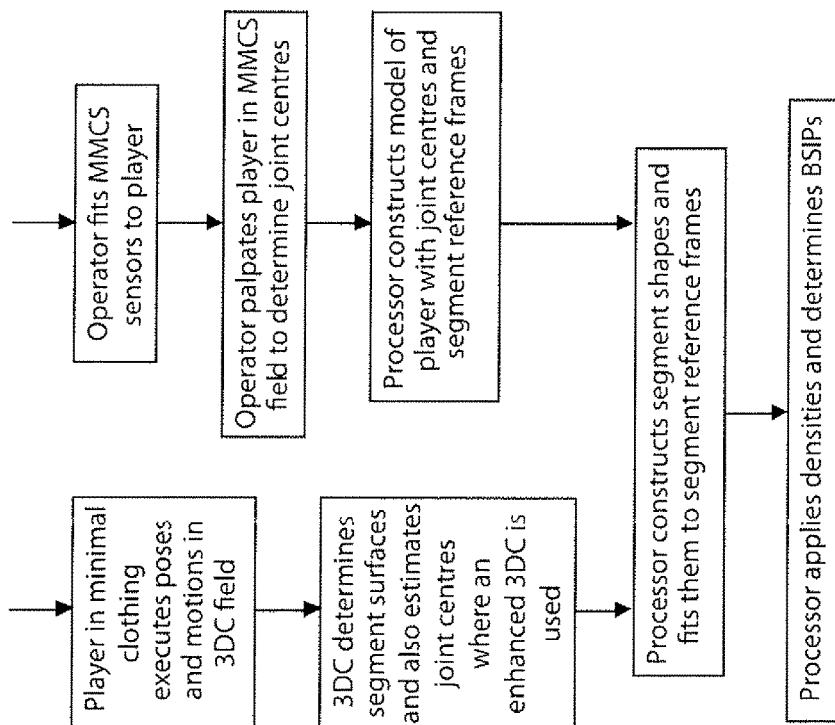 Player in minimal
clothing
executes poses
and motions in
3DC field
3DC determines
segment surfaces
and also estimates
joint centres
where an
enhanced 3DC is
used
Operator fits MMCS
sensors to player
Operator palpates player in MMCS
field to determine joint centres
Processor constructs model of
player with joint centres and
segment reference frames
Processor constructs segment shapes and
fits them to segment reference frames
Processor applies densities and determines BSIPs